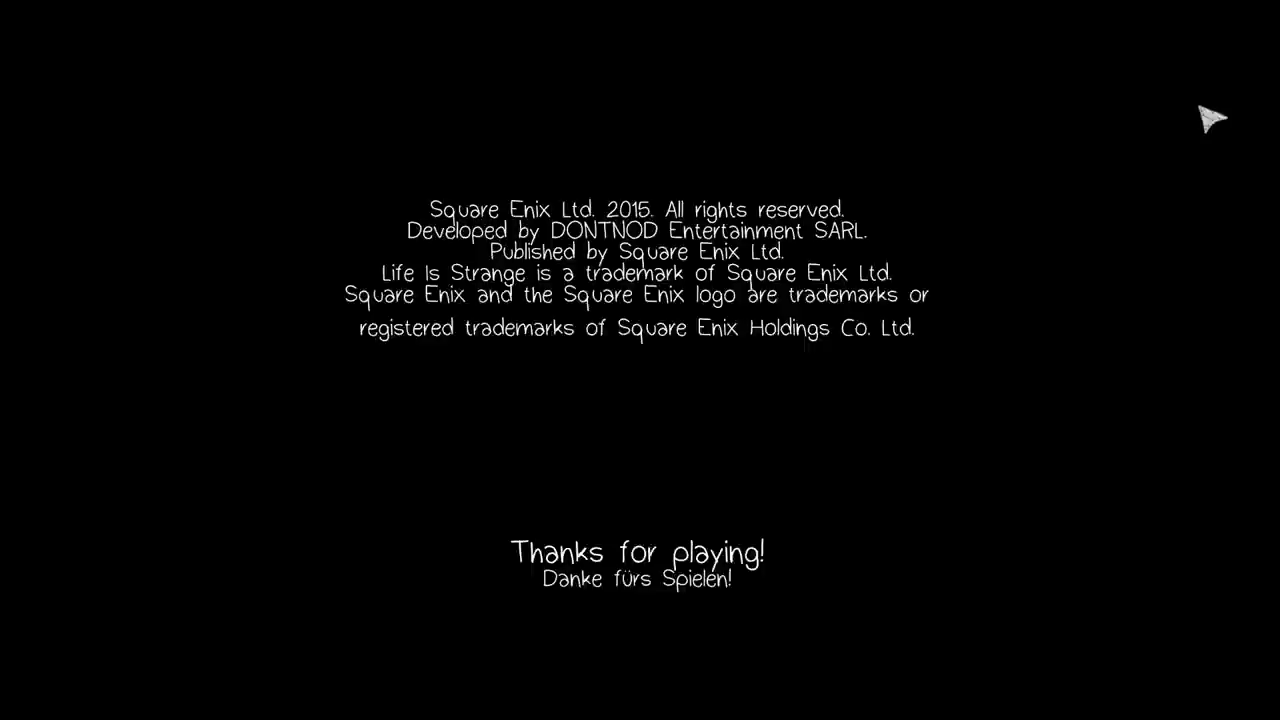 Square Enix Ltd. 2015. All rights reserved.
Developed by DONTNOD Entertainment SARL.
Published by Square Enix Ltd.
Life Is Strange is a trademark of Square Enix Ltd.
Square Enix and the Square Enix logo are trademarks or
registered trademarks of Square Enix Holdings Co. Ltd.
Thanks for playing!
Danke fürs Spielen!